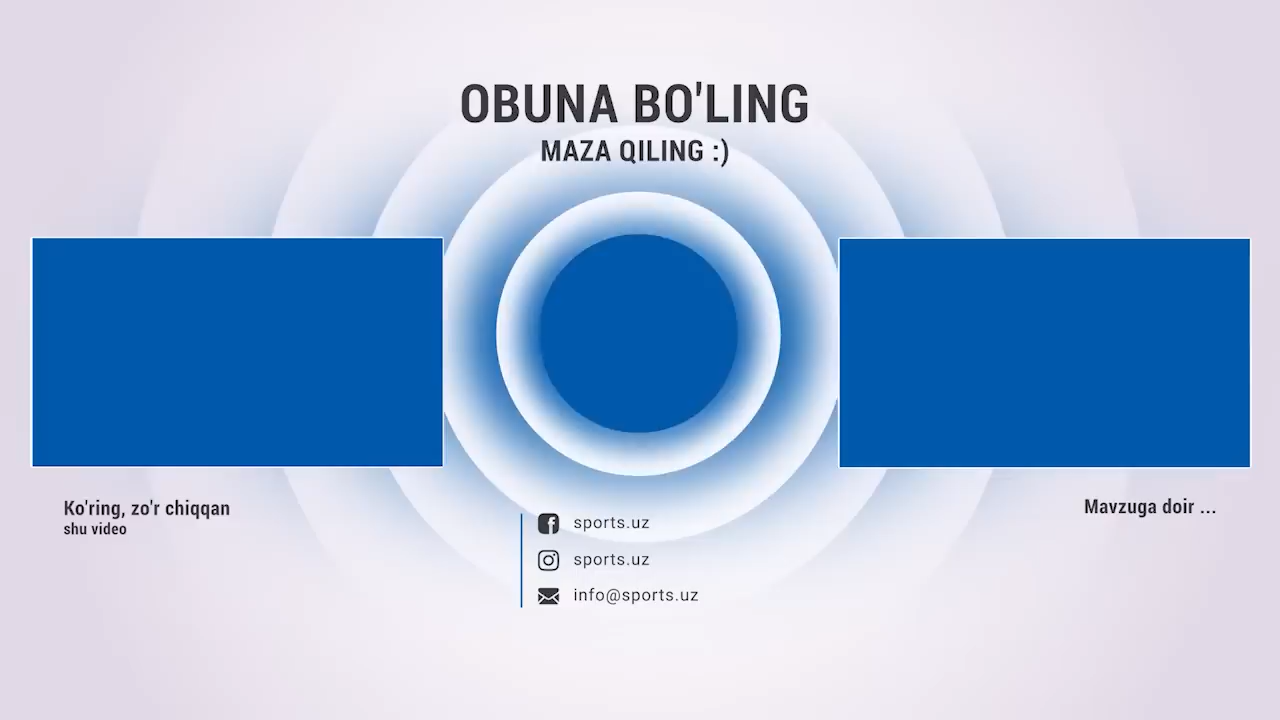 OBUNA BO'LING
MAZA QILING :)
Ko'ring, zo'r chiqqan
shu video
Mavzuga doir ...
sports.uz
sports.uz
info@sports.uz